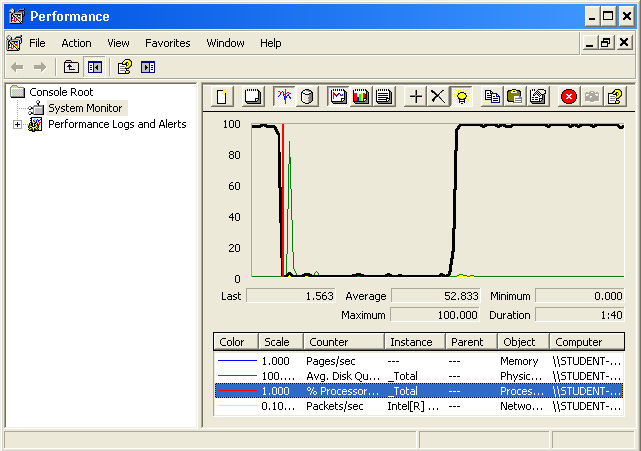 Performance
File Action View Favorites Window Help
Console Root
System Monitor
Performance Logs and Alerts
100
80
60
40
20
0
Last 1.563 Average 52.833 Minimum 0.000
Maximum 100.000 Duration 1:40
Color Scale Counter Instance Parent Object Computer
1.000 Pages/sec --- --- Memory \\STUDENT-...
100.... Avg. Disk Qu... _Total --- Physic... \\STUDENT-...
1.000 % Processor... _Total --- Proces... \\STUDENT-...
0.10... Packets/sec Intel[R] ... --- Netwo... \\STUDENT-...